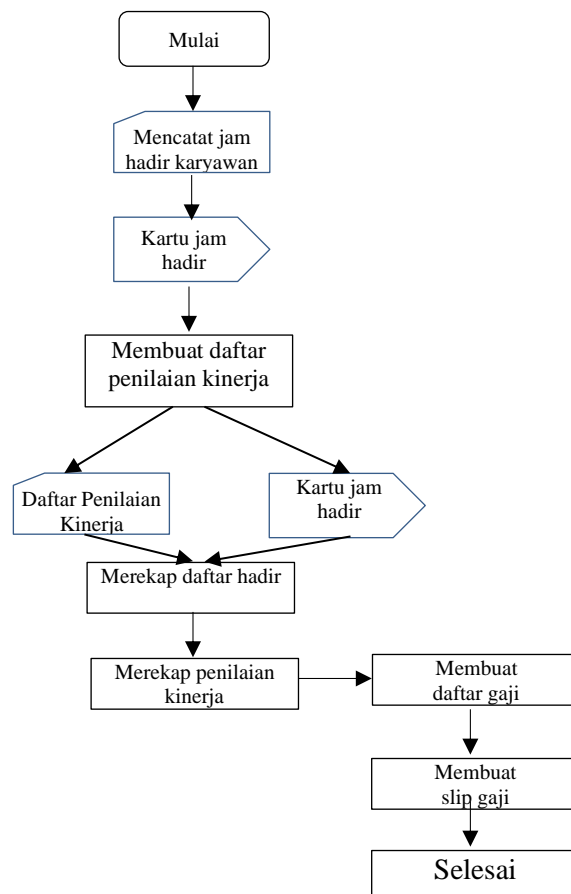 Mulai
Mencatat jam
hadir karyawan
Kartu jam
hadir
Membuat daftar
penilaian kinerja
Daftar Penilaian
Kinerja
Kartu jam
hadir
Merekap daftar hadir
Merekap penilaian
kinerja
Membuat
daftar gaji
Membuat
slip gaji
Selesai